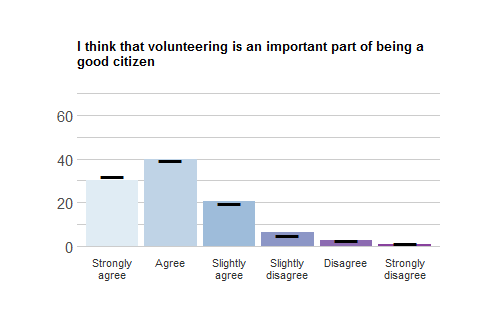 I think that volunteering is an important part of being a
good citizen
60
40
20
0
Strongly
agree
Agree
Slightly
agree
Slightly
disagree
Disagree
Strongly
disagree